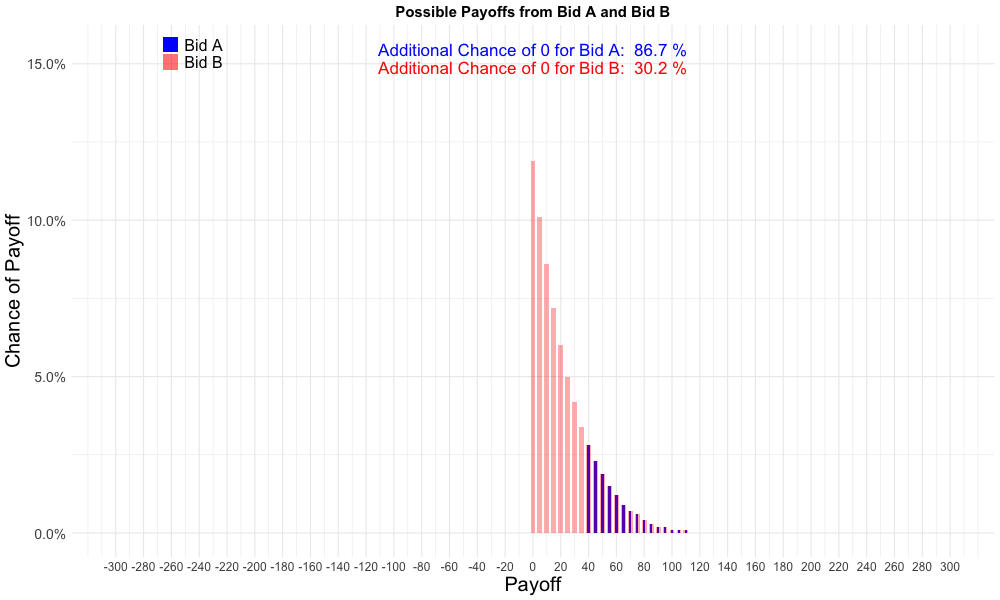 Possible Payoffs from Bid A and Bid B
Bid A
Bid B
Additional Chance of 0 for Bid A:  86.7 %
Additional Chance of 0 for Bid B:  30.2 %
Chance of Payoff
15.0%
10.0%
5.0%
0.0%
-300 -280 -260 -240 -220 -200 -180 -160 -140 -120 -100 -80 -60 -40 -20 0 20 40 60 80 100 120 140 160 180 200 220 240 260 280 300
Payoff